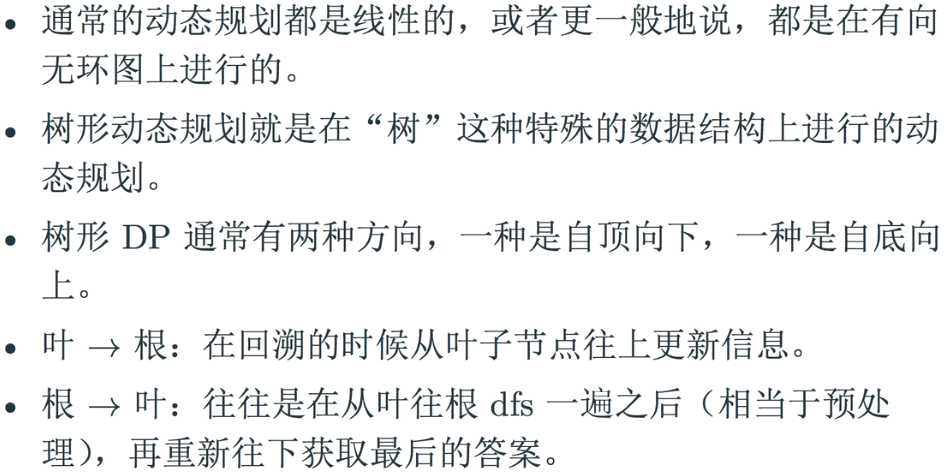 • 通常的动态规划都是线性的，或者更一般地说，都是在有向
无环图上进行的。
• 树形动态规划就是在“树”这种特殊的数据结构上进行的动
态规划。
• 树形 DP 通常有两种方向，一种是自顶向下，一种是自底向
上。
• 叶 → 根：在回溯的时候从叶子节点往上更新信息。
• 根 → 叶：往往是在从叶往根 dfs 一遍之后（相当于预处
理），再重新往下获取最后的答案。